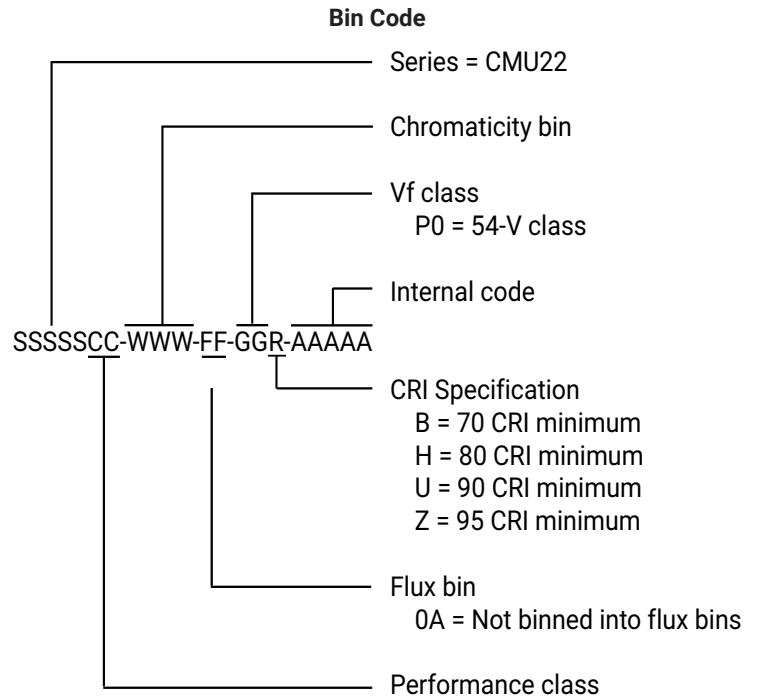 Bin Code
Series = CMU22
Chromaticity bin
Vf class
P0 = 54-V class
Internal code
SSSSSCC-WWW-FF-GGR-AAAAA
CRI Specification
B = 70 CRI minimum
H = 80 CRI minimum
U = 90 CRI minimum
Z = 95 CRI minimum
Flux bin
0A = Not binned into flux bins
Performance class